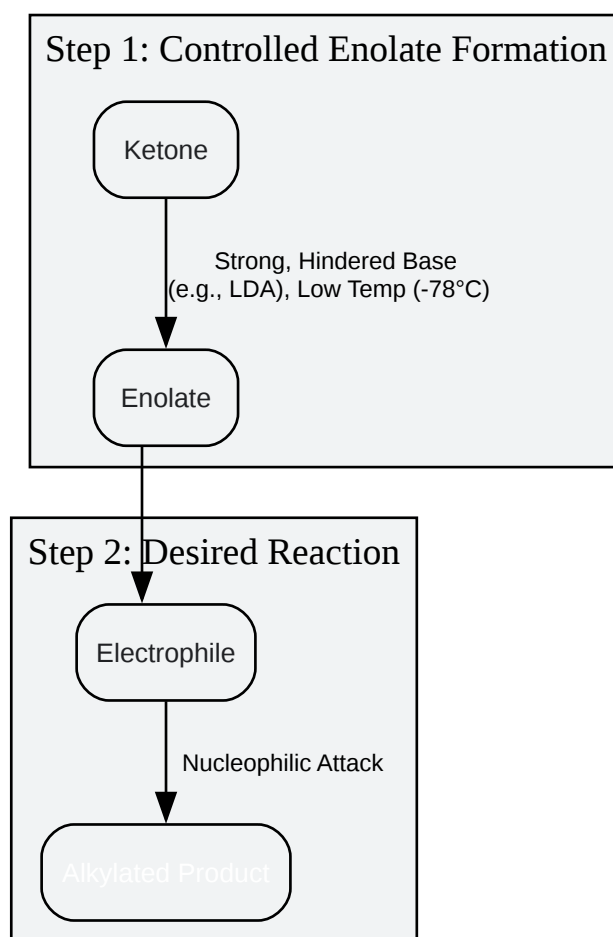 Step 1: Controlled Enolate Formation
Ketone
Strong, Hindered Base
(e.g., LDA), Low Temp (-78°C)
Enolate
Step 2: Desired Reaction
Electrophile
Nucleophilic Attack
Alkylated Product